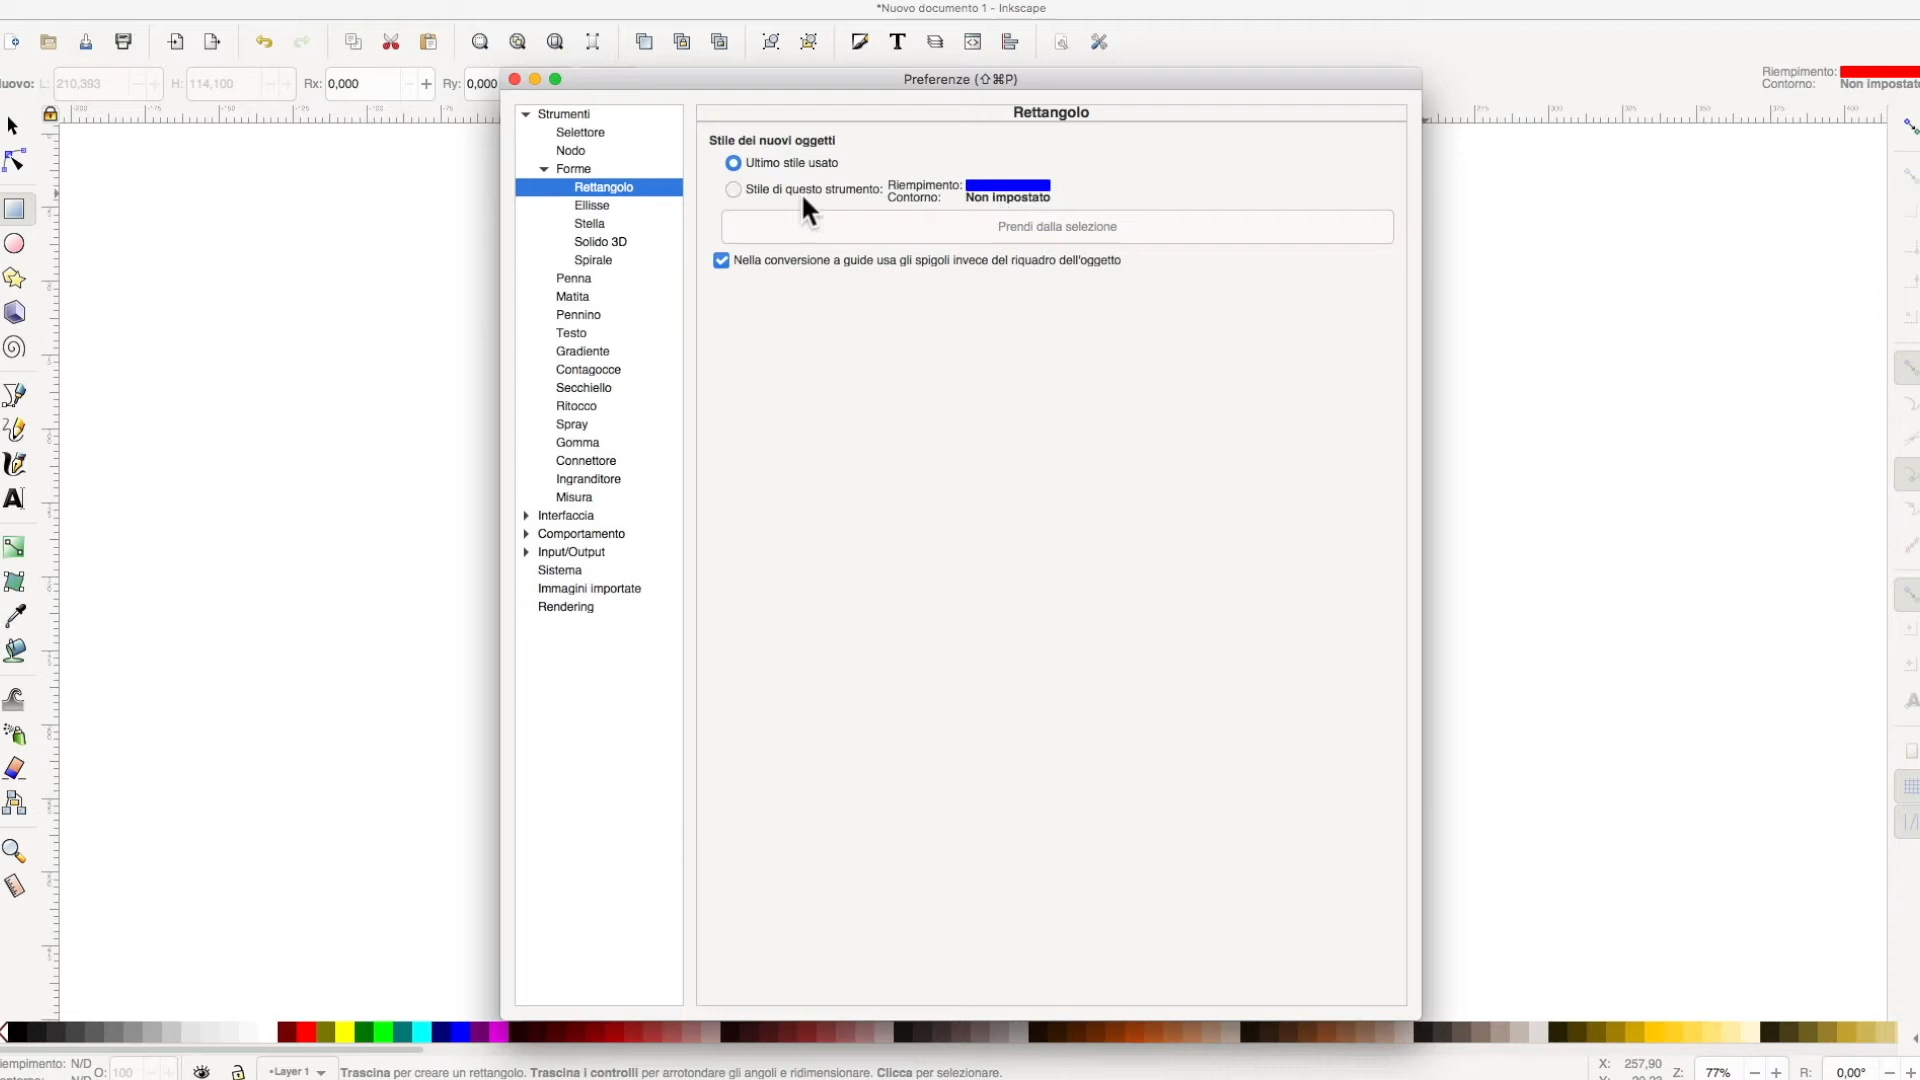 *Nuovo documento 1 - Inkscape
uovo: L: 210,393 H: 114,100 Rx: 0,000 Ry: 0,000
Riempimento:
Contorno: Non impostato
Preferenze (⇧⌘P)
Strumenti
Selettore
Nodo
Forme
Rettangolo
Ellisse
Stella
Solido 3D
Spirale
Penna
Matita
Pennino
Testo
Gradiente
Contagocce
Secchiello
Ritocco
Spray
Gomma
Connettore
Ingranditore
Misura
Interfaccia
Comportamento
Input/Output
Sistema
Immagini importate
Rendering
Rettangolo
Stile dei nuovi oggetti
Ultimo stile usato
Stile di questo strumento: Riempimento:
Contorno: Non impostato
Prendi dalla selezione
Nella conversione a guide usa gli spigoli invece del riquadro dell'oggetto
iempimento: N/D O: 100 •Layer 1 Trascina per creare un rettangolo. Trascina i controlli per arrotondare gli angoli e ridimensionare. Clicca per selezionare. X: 257,90 Z: 77% R: 0,00°